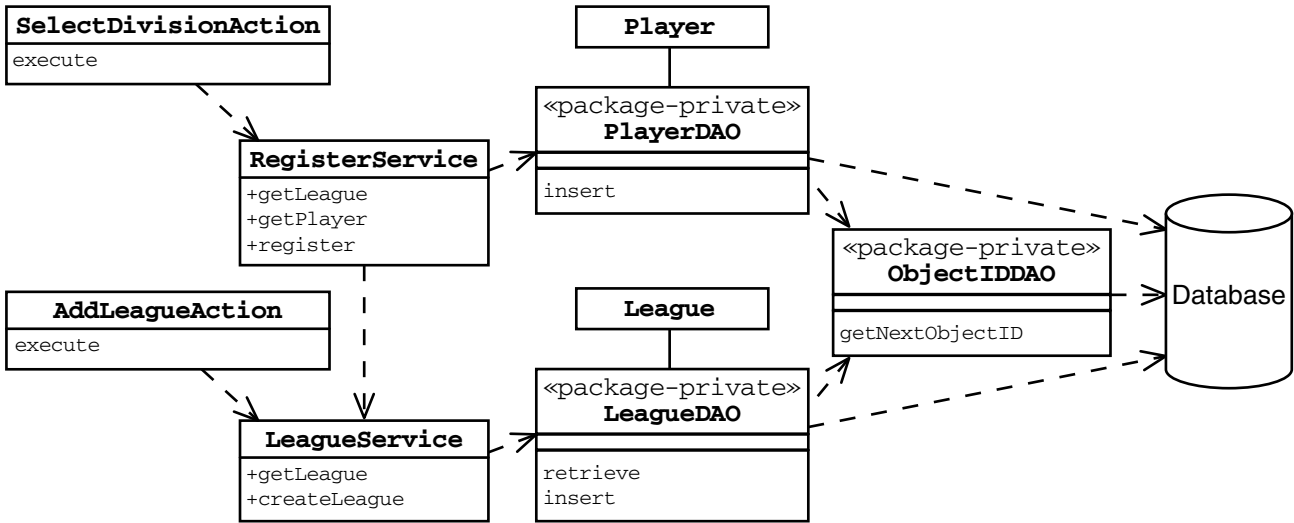 SelectDivisionAction
execute
Player
«package-private»
PlayerDAO
insert
RegisterService
+getLeague
+getPlayer
+register
«package-private»
ObjectIDDAO
getNextObjectID
Database
AddLeagueAction
execute
League
«package-private»
LeagueDAO
retrieve
insert
LeagueService
+getLeague
+createLeague